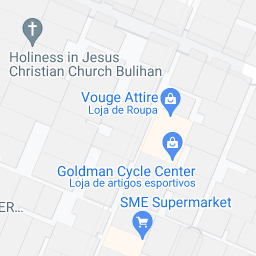 Holiness in Jesus
Christian Church Bulihan
Vouge Attire
Loja de Roupa
Goldman Cycle Center
Loja de artigos esportivos
ER...
SME Supermarket